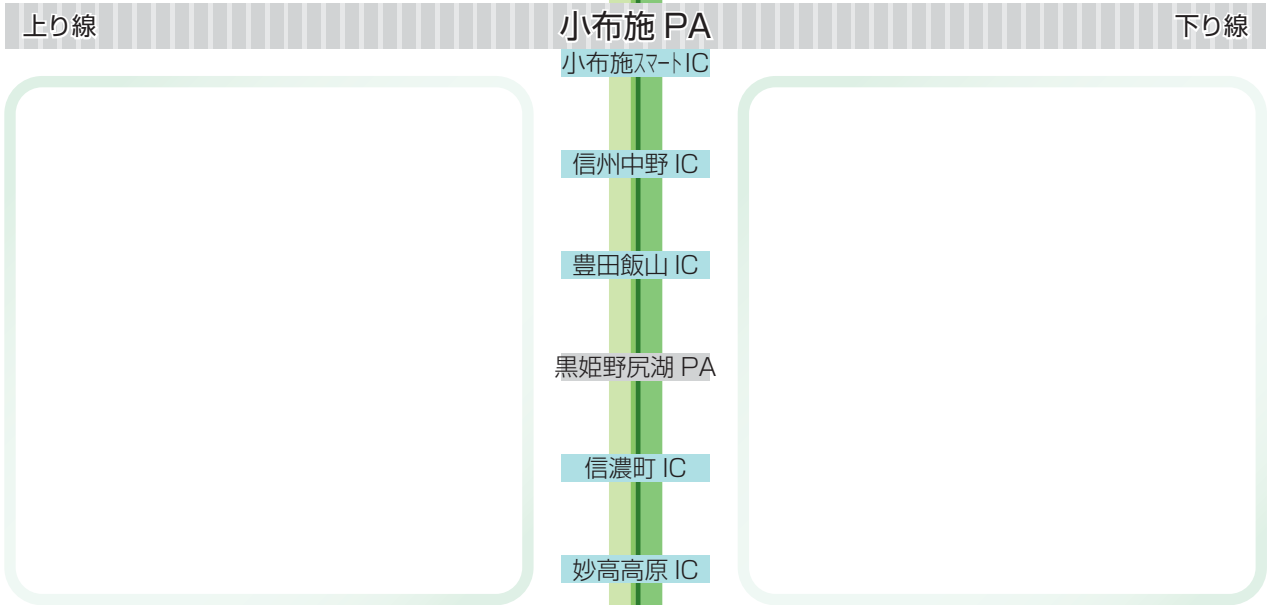 上り線
小布施 PA
下り線
小布施スマートIC
信州中野 IC
豊田飯山 IC
黒姫野尻湖 PA
信濃町 IC
妙高高原 IC